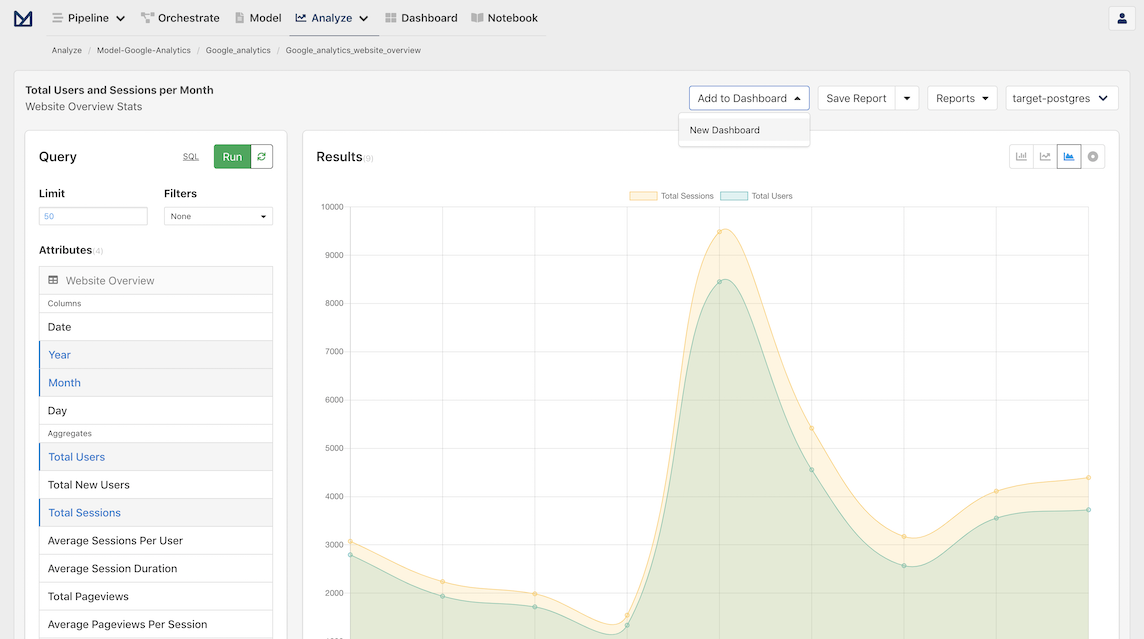 Pipeline Orchestrate Model Analyze Dashboard Notebook
Analyze / Model-Google-Analytics / Google_analytics / Google_analytics_website_overview
Total Users and Sessions per Month
Website Overview Stats
Add to Dashboard Save Report Reports target-postgres
New Dashboard
Query SQL Run
Limit Filters
50 None
Attributes(4)
Website Overview
Columns
Date
Year
Month
Day
Aggregates
Total Users
Total New Users
Total Sessions
Average Sessions Per User
Average Session Duration
Total Pageviews
Average Pageviews Per Session
Results(9)
Total Sessions Total Users
10000
9000
8000
7000
6000
5000
4000
3000
2000